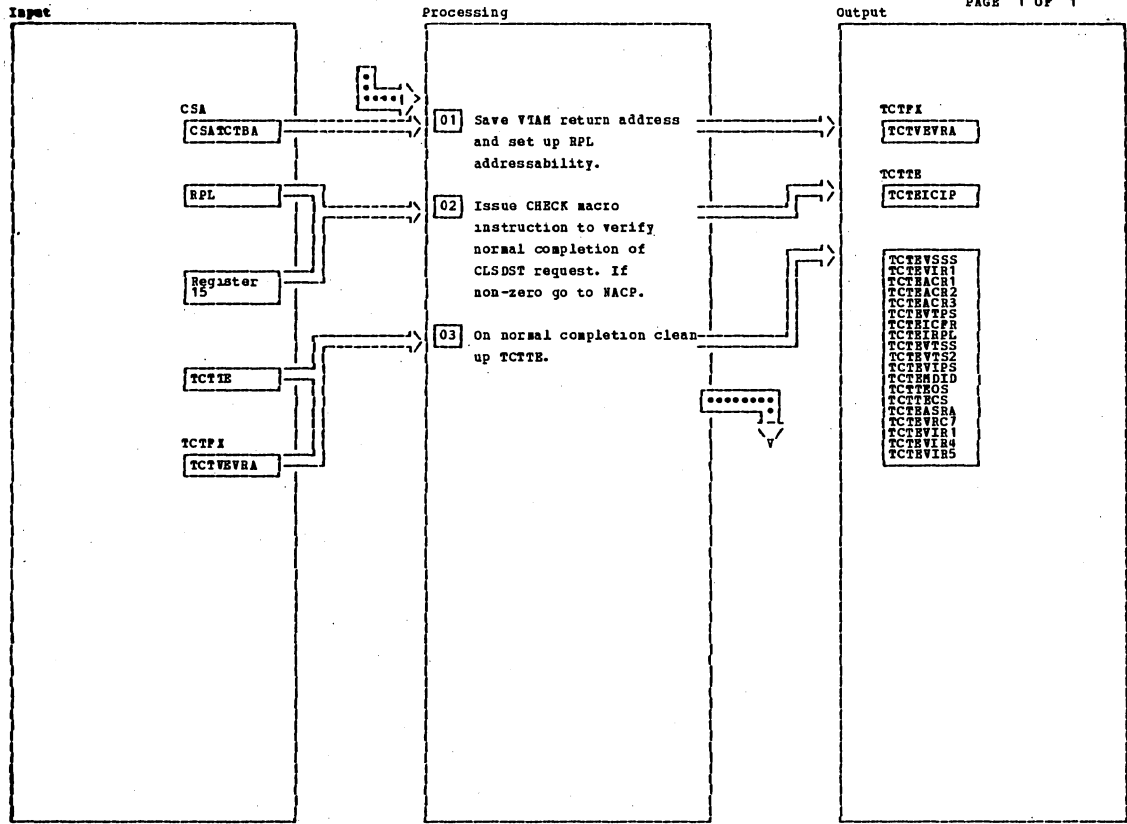 PAGE 1 OF 1
Input
Processing
Output
CSA
CSATCTBA
RPL
Register
15
TCTTE
TCTPX
TCTVEVRA
01 Save VTAM return address
and set up RPL
addressability.
02 Issue CHECK macro
instruction to verify
normal completion of
CLSDST request. If
non-zero go to NACP.
03 On normal completion clean
up TCTTE.
TCTPX
TCTVEVRA
TCTTE
TCTEICIP
TCTEVSSS
TCTEVIR1
TCTEACR1
TCTEACR2
TCTEACR3
TCTEVTPS
TCTEICPR
TCTEIRPL
TCTEVTSS
TCTEVTS2
TCTEVIPS
TCTEMDID
TCTTEOS
TCTTECS
TCTEASRA
TCTEVRC7
TCTEVIR1
TCTEVIR4
TCTEVIR5